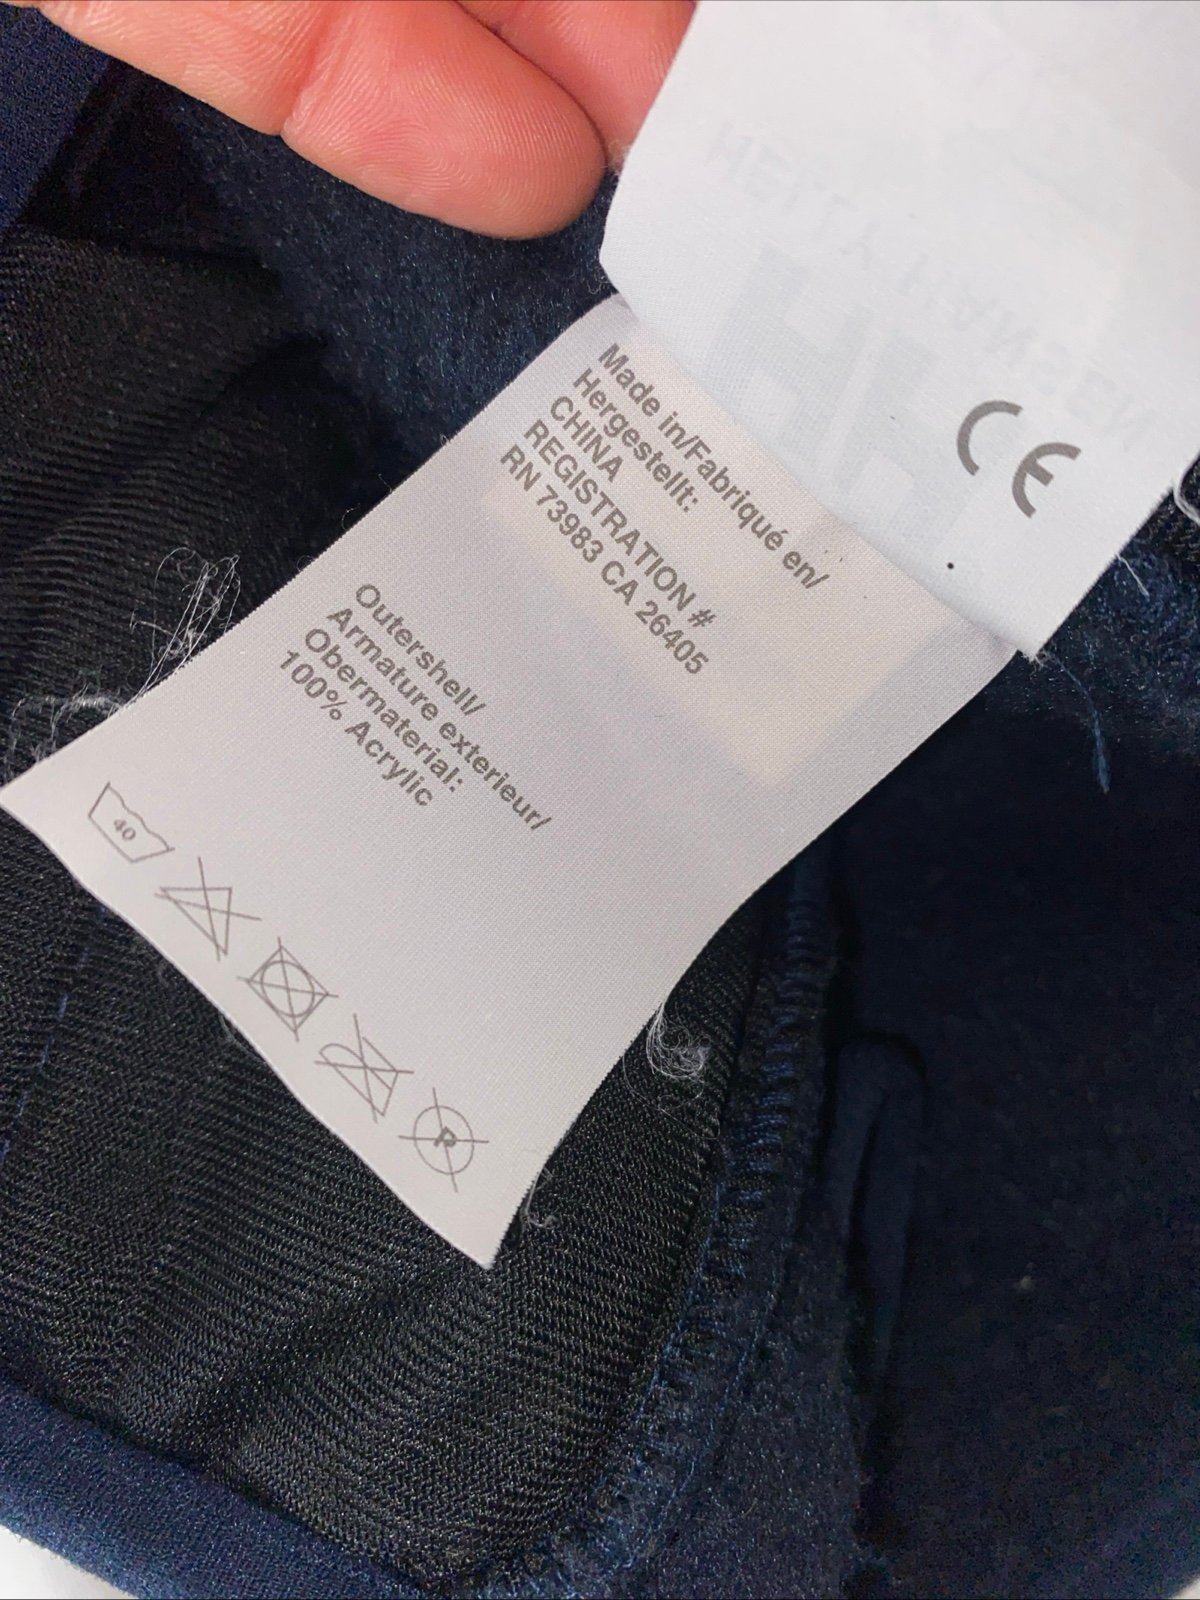 Made in/Fabriqué en/
Hergestellt:
CHINA
REGISTRATION #
RN 73983 CA 26405
Outershell/
Armature exterieur/
Obermaterial:
100% Acrylic
40
R
CE